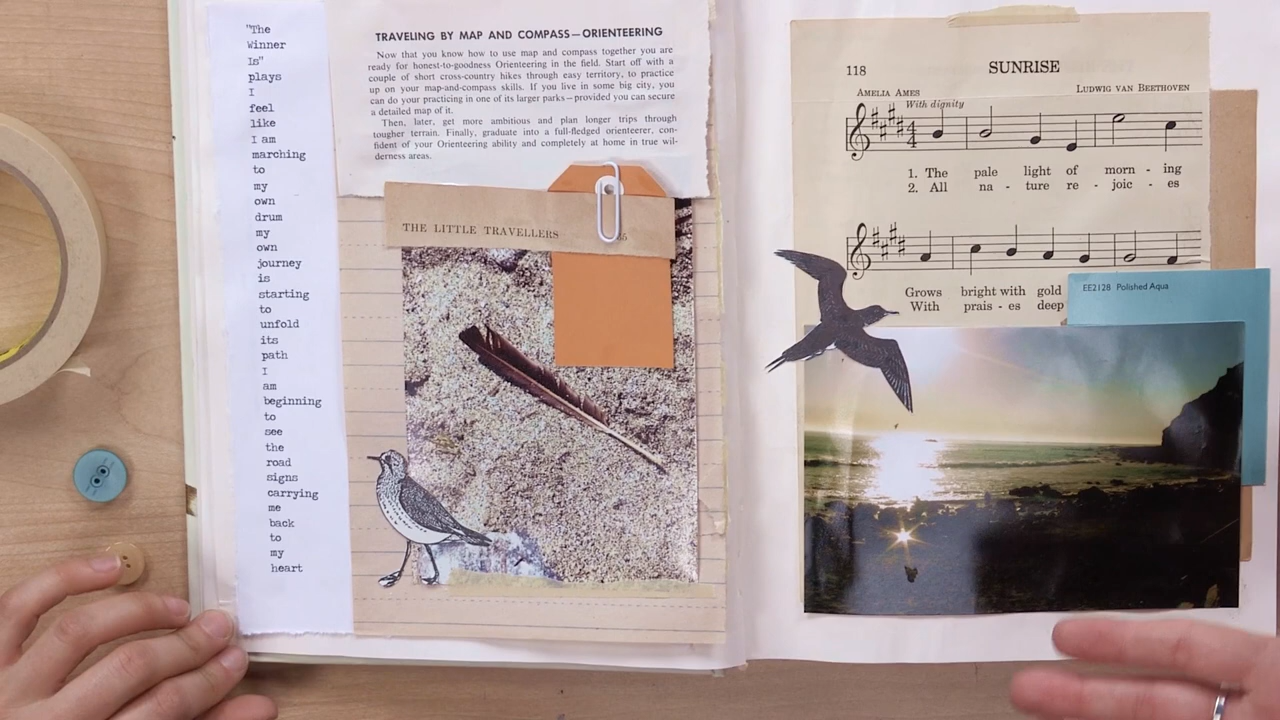 "The
Winner
Is"
plays
I
feel
like
I am
marching
to
my
own
drum
my
own
journey
is
starting
to
unfold
its
path
I
am
beginning
to
see
the
road
signs
carrying
me
back
to
my
heart
TRAVELING BY MAP AND COMPASS—ORIENTEERING
Now that you know how to use map and compass together you are
ready for honest-to-goodness Orienteering in the field. Start off with a
couple of short cross-country hikes through easy territory, to practice
up on your map-and-compass skills. If you live in some big city, you
can do your practicing in one of its larger parks—provided you can secure
a detailed map of it.
Then, later, get more ambitious and plan longer trips through
tougher terrain. Finally, graduate into a full-fledged orienteerer, con-
fident of your Orienteering ability and completely at home in true wil-
derness areas.
THE LITTLE TRAVELLERS
118 SUNRISE
AMELIA AMES LUDWIG VAN BEETHOVEN
With dignity
4
4
1. The pale light of morn - ing
2. All na - ture re - joic - es
Grows bright with gold
With prais - es deep
EE2128 Polished Aqua